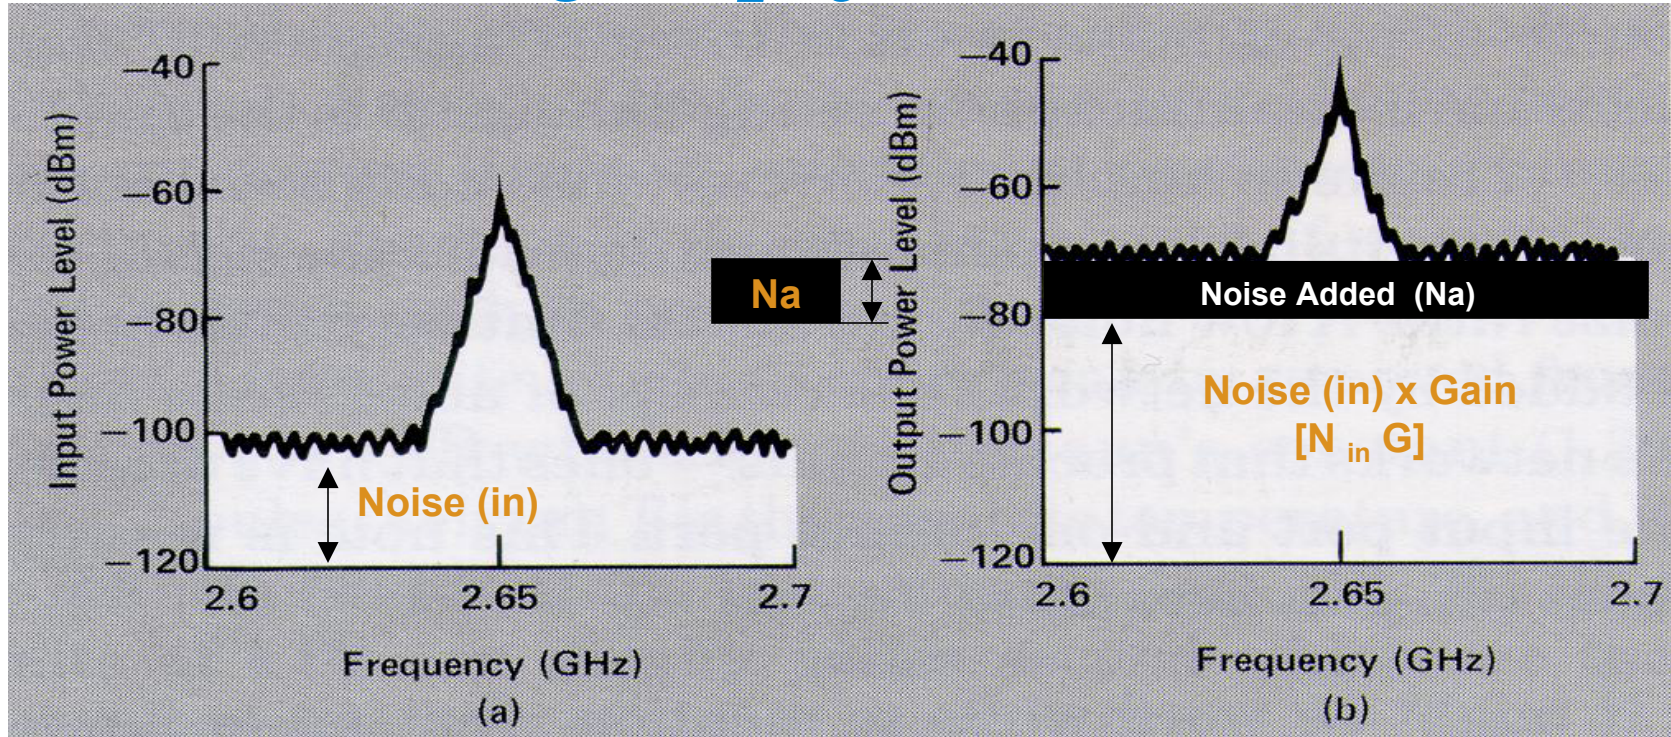 Input Power Level (dBm)
−40
−60
−80
−100
−120
Noise (in)
2.6
2.65
2.7
Frequency (GHz)
(a)
Na
Output Power Level (dBm)
−40
−60
−80
−100
−120
Noise Added (Na)
Noise (in) x Gain
[N in G]
2.6
2.65
2.7
Frequency (GHz)
(b)